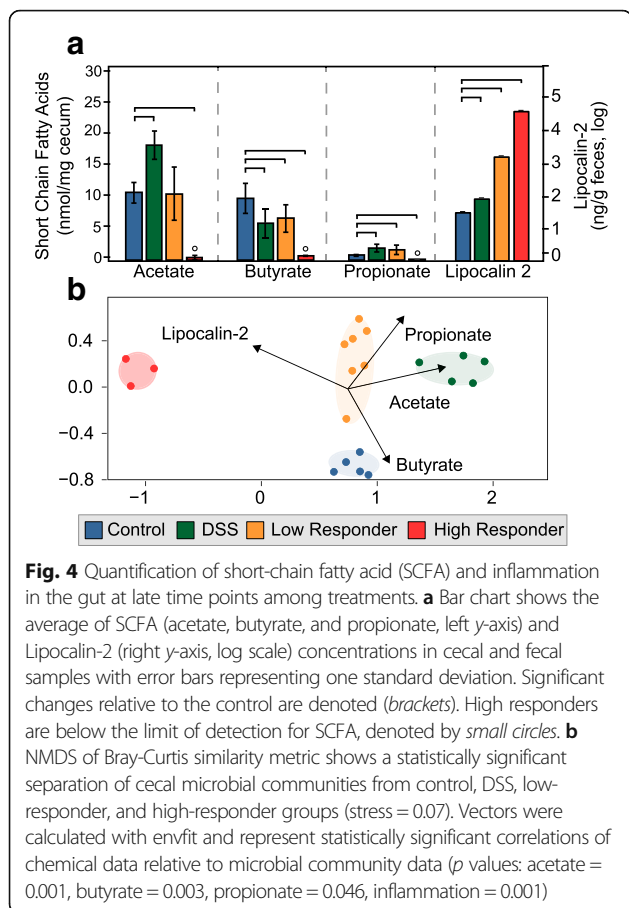 a
30
25
20
15
10
5
0
Short Chain Fatty Acids
(nmol/mg cecum)
5
4
3
2
1
0
Lipocalin-2
(ng/g feces, log)
Acetate
Butyrate
Propionate
Lipocalin 2
b
0.4
0.0
−0.4
−0.8
Lipocalin-2
Propionate
Acetate
Butyrate
−1
0
1
2
Control
DSS
Low Responder
High Responder
Fig. 4 Quantification of short-chain fatty acid (SCFA) and inflammation
in the gut at late time points among treatments. a Bar chart shows the
average of SCFA (acetate, butyrate, and propionate, left y-axis) and
Lipocalin-2 (right y-axis, log scale) concentrations in cecal and fecal
samples with error bars representing one standard deviation. Significant
changes relative to the control are denoted (brackets). High responders
are below the limit of detection for SCFA, denoted by small circles. b
NMDS of Bray-Curtis similarity metric shows a statistically significant
separation of cecal microbial communities from control, DSS, low-
responder, and high-responder groups (stress = 0.07). Vectors were
calculated with envfit and represent statistically significant correlations of
chemical data relative to microbial community data (p values: acetate =
0.001, butyrate = 0.003, propionate = 0.046, inflammation = 0.001)